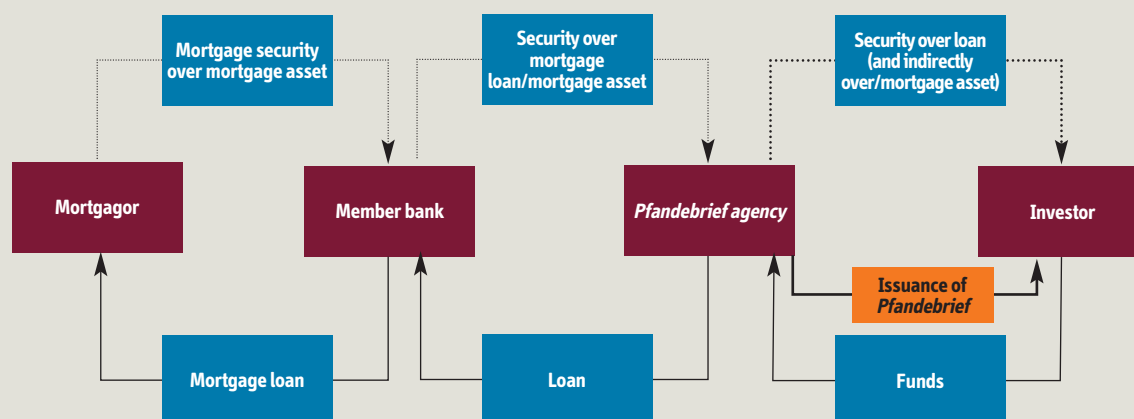 Mortgage security
over mortgage asset
Security over
mortgage
loan/mortgage asset
Security over loan
(and indirectly
over/mortgage asset)
Mortgagor
Member bank
Pfandebrief agency
Investor
Issuance of
Pfandebrief
Mortgage loan
Loan
Funds